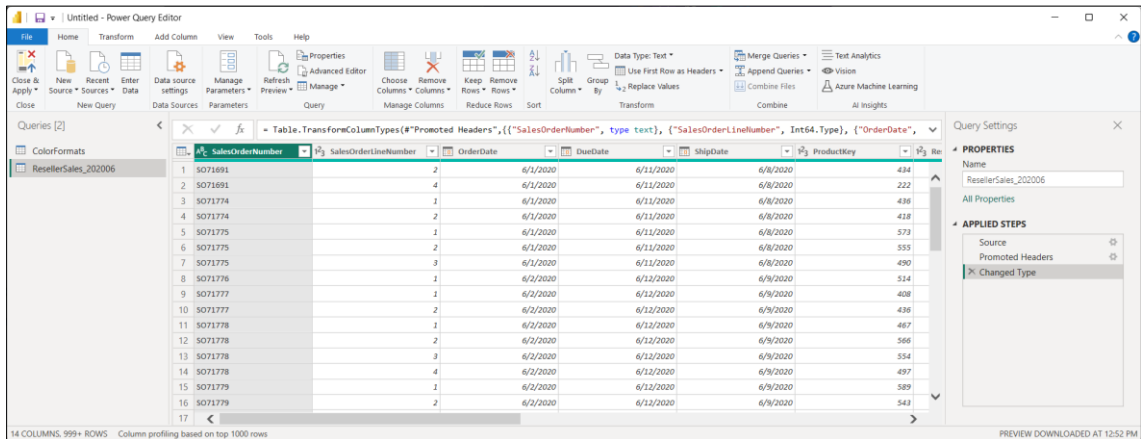 Untitled - Power Query Editor
File Home Transform Add Column View Tools Help
Close & Apply
New Source
Recent Sources
Enter Data
Data source settings
Manage Parameters
Refresh Preview
Properties
Advanced Editor
Manage
Choose Columns
Remove Columns
Keep Rows
Remove Rows
Split Column
Group By
Data Type: Text
Use First Row as Headers
Replace Values
Merge Queries
Append Queries
Combine Files
Text Analytics
Vision
Azure Machine Learning
Close New Query Data Sources Parameters Query Manage Columns Reduce Rows Sort Transform Combine AI Insights
Queries [2]
ColorFormats
ResellerSales_202006
fx = Table.TransformColumnTypes(#"Promoted Headers",{{"SalesOrderNumber", type text}, {"SalesOrderLineNumber", Int64.Type}, {"OrderDate",
SalesOrderNumber SalesOrderLineNumber OrderDate DueDate ShipDate ProductKey Re
1 SO71691 2 6/1/2020 6/11/2020 6/8/2020 434
2 SO71691 4 6/1/2020 6/11/2020 6/8/2020 222
3 SO71774 1 6/1/2020 6/11/2020 6/8/2020 436
4 SO71774 2 6/1/2020 6/11/2020 6/8/2020 418
5 SO71775 1 6/1/2020 6/11/2020 6/8/2020 573
6 SO71775 2 6/1/2020 6/11/2020 6/8/2020 555
7 SO71775 3 6/1/2020 6/11/2020 6/8/2020 490
8 SO71776 1 6/2/2020 6/12/2020 6/9/2020 514
9 SO71777 1 6/2/2020 6/12/2020 6/9/2020 408
10 SO71777 2 6/2/2020 6/12/2020 6/9/2020 436
11 SO71778 1 6/2/2020 6/12/2020 6/9/2020 467
12 SO71778 2 6/2/2020 6/12/2020 6/9/2020 566
13 SO71778 3 6/2/2020 6/12/2020 6/9/2020 554
14 SO71778 4 6/2/2020 6/12/2020 6/9/2020 497
15 SO71779 1 6/2/2020 6/12/2020 6/9/2020 589
16 SO71779 2 6/2/2020 6/12/2020 6/9/2020 543
17
Query Settings
PROPERTIES
Name
ResellerSales_202006
All Properties
APPLIED STEPS
Source
Promoted Headers
Changed Type
14 COLUMNS, 999+ ROWS Column profiling based on top 1000 rows
PREVIEW DOWNLOADED AT 12:52 PM